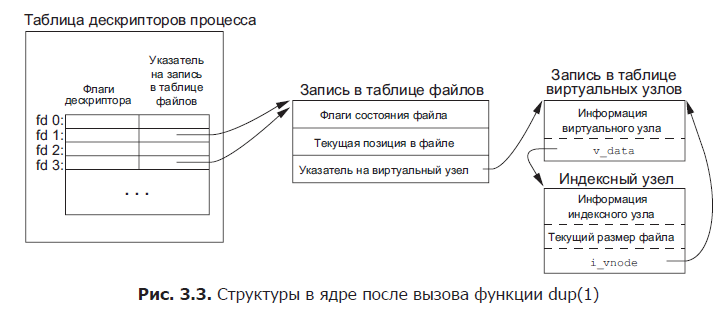 Таблица дескрипторов процесса
Флаги
дескриптора
Указатель
на запись
в таблице
файлов
fd 0:
fd 1:
fd 2:
fd 3:
. . .
Запись в таблице файлов
Флаги состояния файла
Текущая позиция в файле
Указатель на виртуальный узел
Запись в таблице
виртуальных узлов
Информация
виртуального узла
v_data
Индексный узел
Информация
индексного узла
Текущий размер файла
i_vnode
Рис. 3.3. Структуры в ядре после вызова функции dup(1)